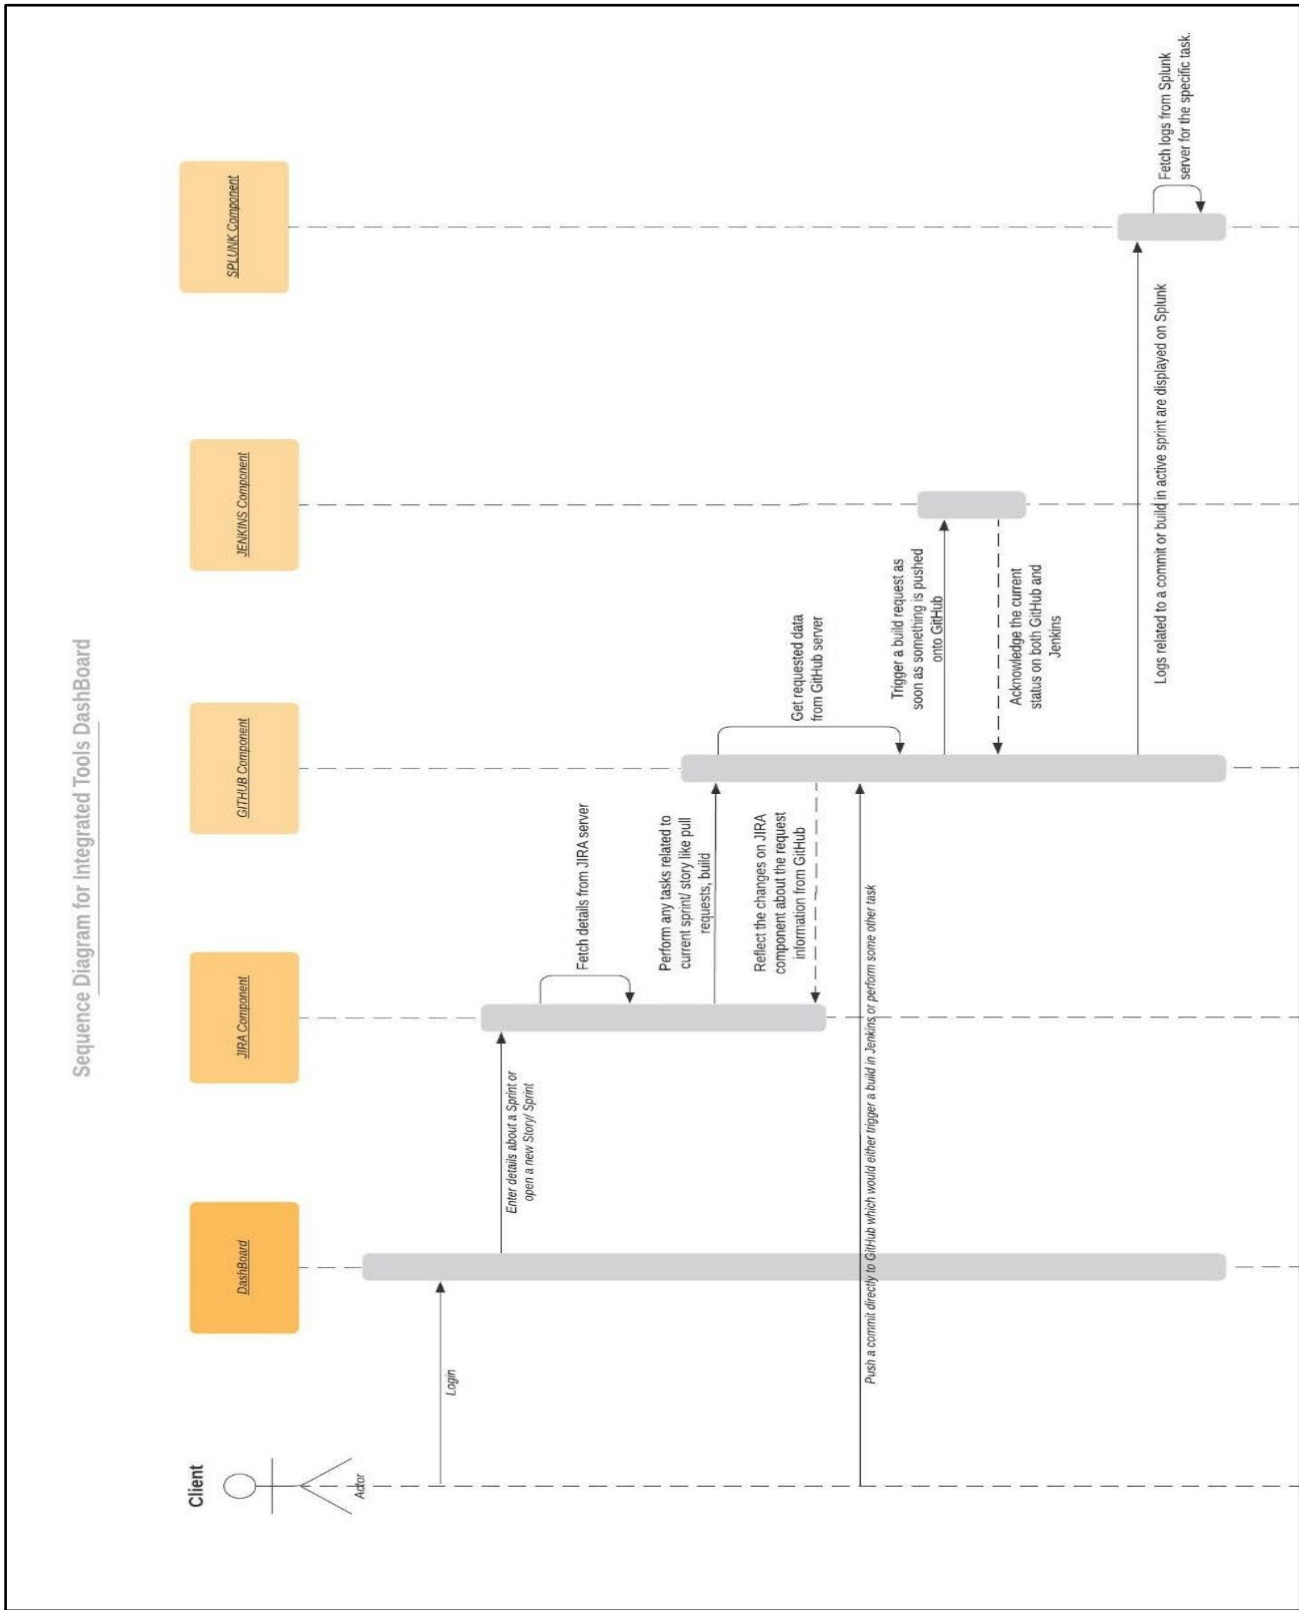 Sequence Diagram for Integrated Tools DashBoard
Client
Actor
DashBoard
JIRA Component
GITHUB Component
JENKINS Component
SPLUNK Component
Login
Enter details about a Sprint or
open a new Story/ Sprint
Fetch details from JIRA server
Perform any tasks related to
current sprint/ story like pull
requests, build
Get requested data
from GitHub server
Reflect the changes on JIRA
component about the request
information from GitHub
Push a commit directly to GitHub which would either trigger a build in Jenkins or perform some other task
Trigger a build request as
soon as something is pushed
onto GitHub
Acknowledge the current
status on both GitHub and
Jenkins
Logs related to a commit or build in active sprint are displayed on Splunk
Fetch logs from Splunk
server for the specific task.